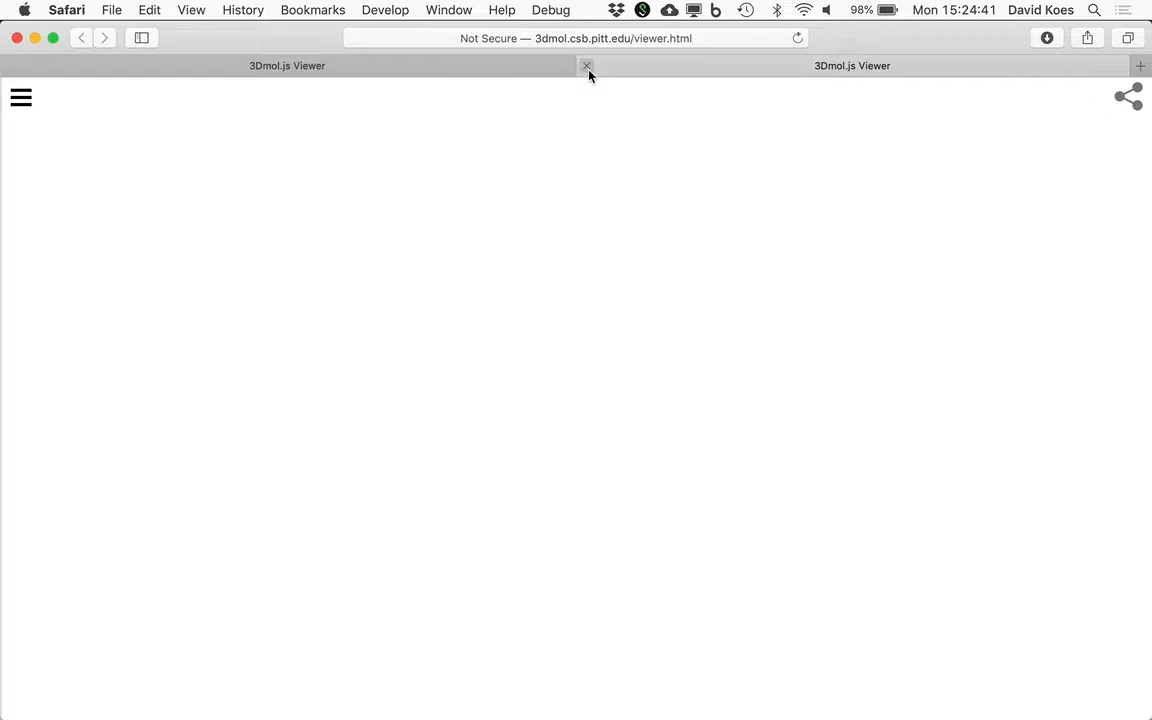 Safari File Edit View History Bookmarks Develop Window Help Debug b 98% Mon 15:24:41 David Koes
Not Secure — 3dmol.csb.pitt.edu/viewer.html
3Dmol.js Viewer 3Dmol.js Viewer